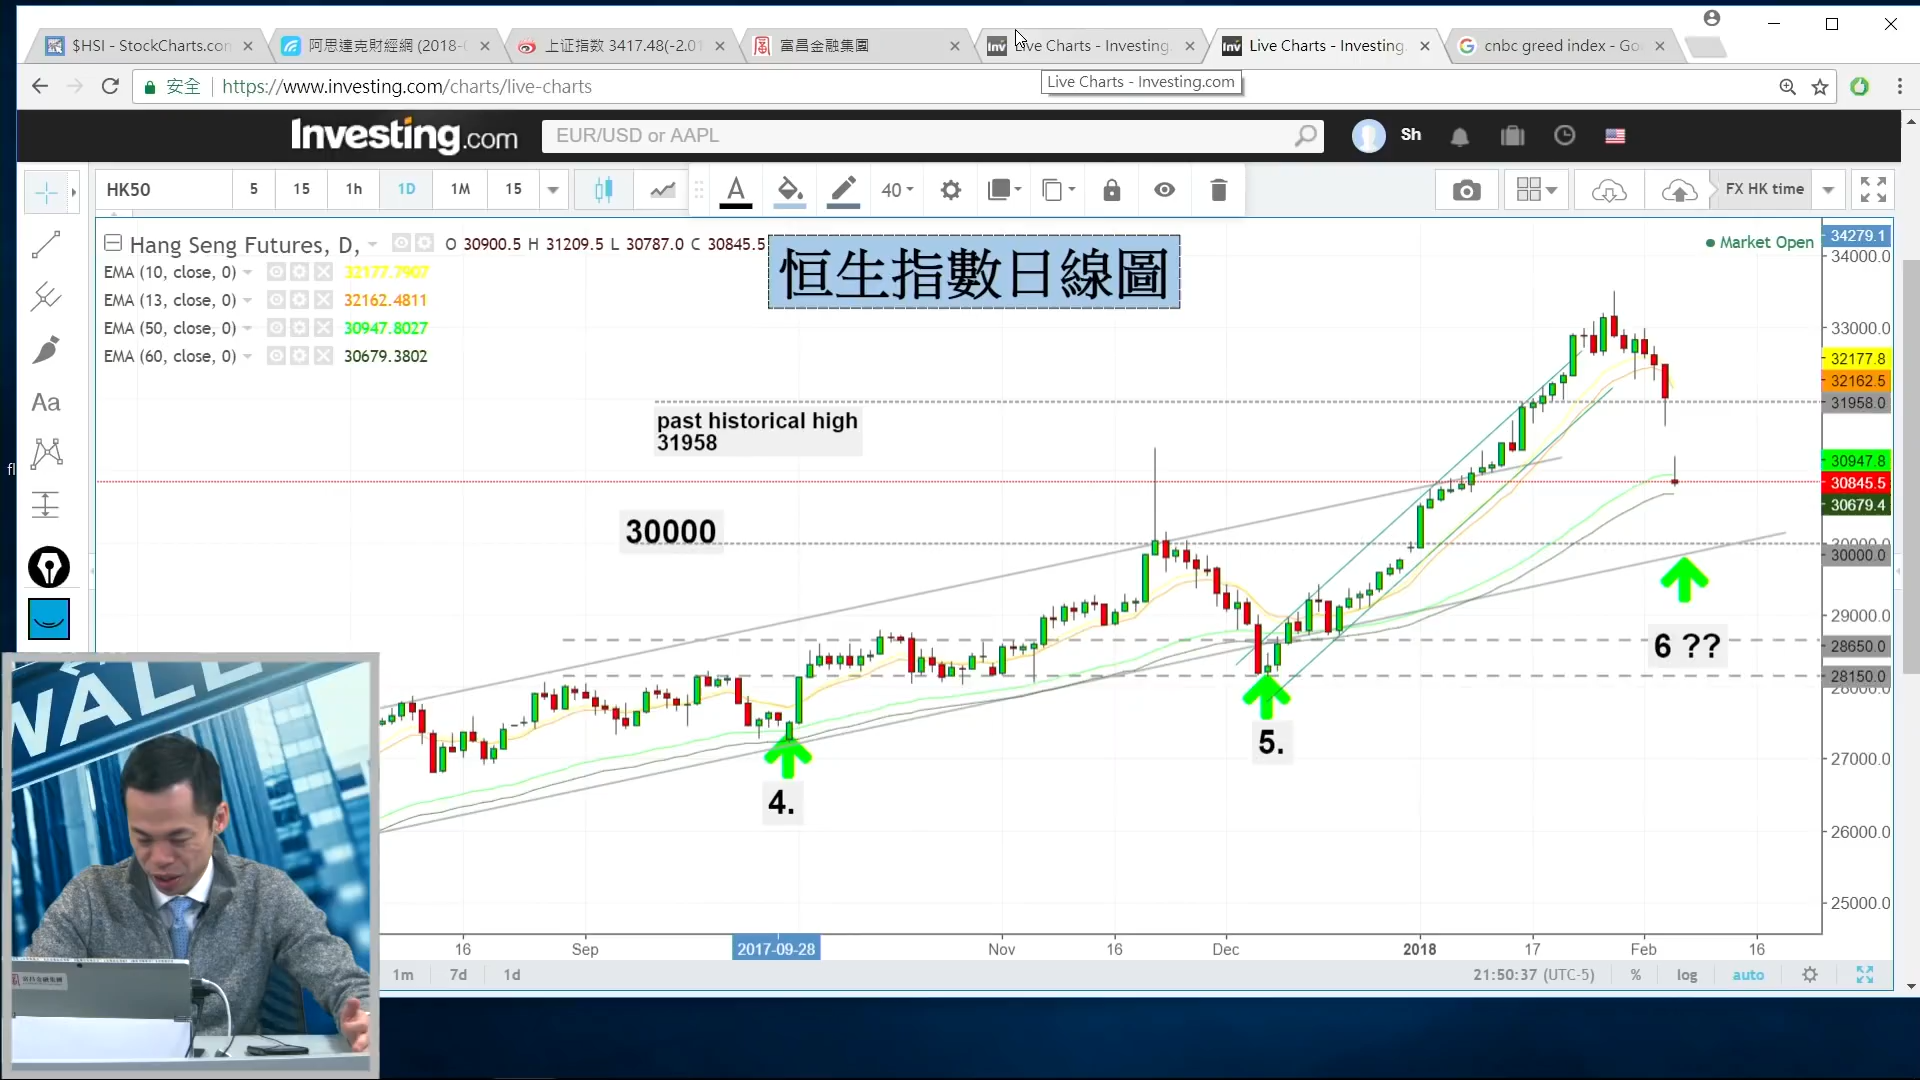 $HSI - StockCharts.con
阿思達克財經網 (2018-
上证指数 3417.48(-2.01
富昌金融集團
Live Charts - Investing
Live Charts - Investing
cnbc greed index - Go
安全
https://www.investing.com/charts/live-charts
Live Charts - Investing.com
Investing.com
EUR/USD or AAPL
Sh
HK50
5
15
1h
1D
1W
1M
15
40
FX HK time
Hang Seng Futures, D,
O 30900.5 H 31209.5 L 30787.0 C 30845.5
恒生指數日線圖
Market Open
EMA (10, close, 0) 32177.7907
EMA (13, close, 0) 32162.4811
EMA (50, close, 0) 30947.8027
EMA (60, close, 0) 30679.3802
past historical high
31958
30000
6 ??
5.
4.
34279.1
34000.0
33000.0
32177.8
32162.5
31958.0
30947.8
30845.5
30679.4
30000.0
30000.0
29000.0
28650.0
28150.0
28000.0
27000.0
26000.0
25000.0
16
Sep
2017-09-28
Nov
16
Dec
2018
17
Feb
16
1m
7d
1d
21:50:37 (UTC-5)
%
log
auto
Aa
fl
WALL